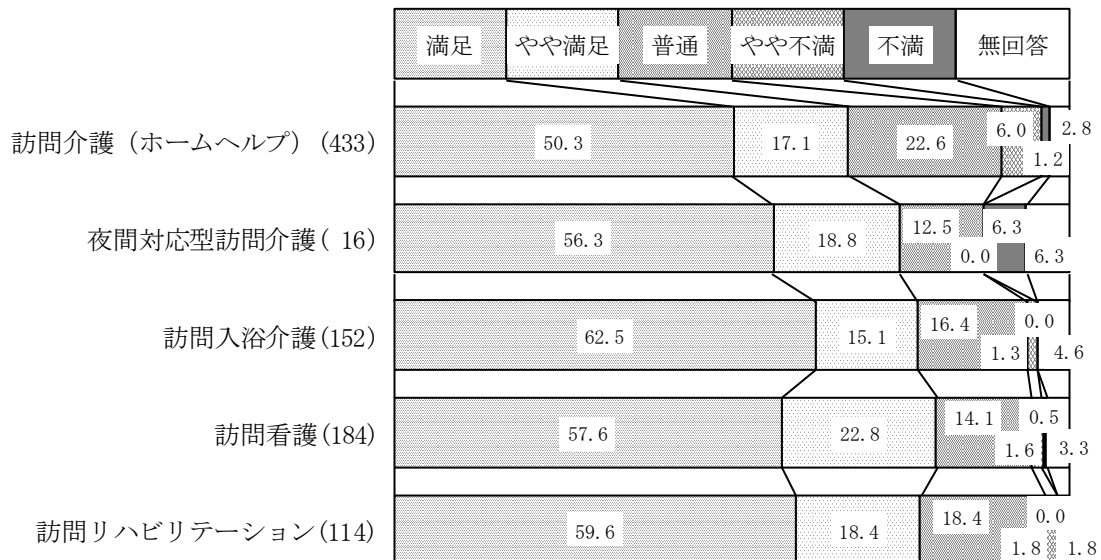 満足 やや満足 普通 やや不満 不満 無回答
訪問介護（ホームヘルプ）(433) 50.3 17.1 22.6 6.0 1.2 2.8
夜間対応型訪問介護( 16) 56.3 18.8 12.5 0.0 6.3 6.3
訪問入浴介護(152) 62.5 15.1 16.4 1.3 0.0 4.6
訪問看護(184) 57.6 22.8 14.1 1.6 0.5 3.3
訪問リハビリテーション(114) 59.6 18.4 18.4 1.8 0.0 1.8